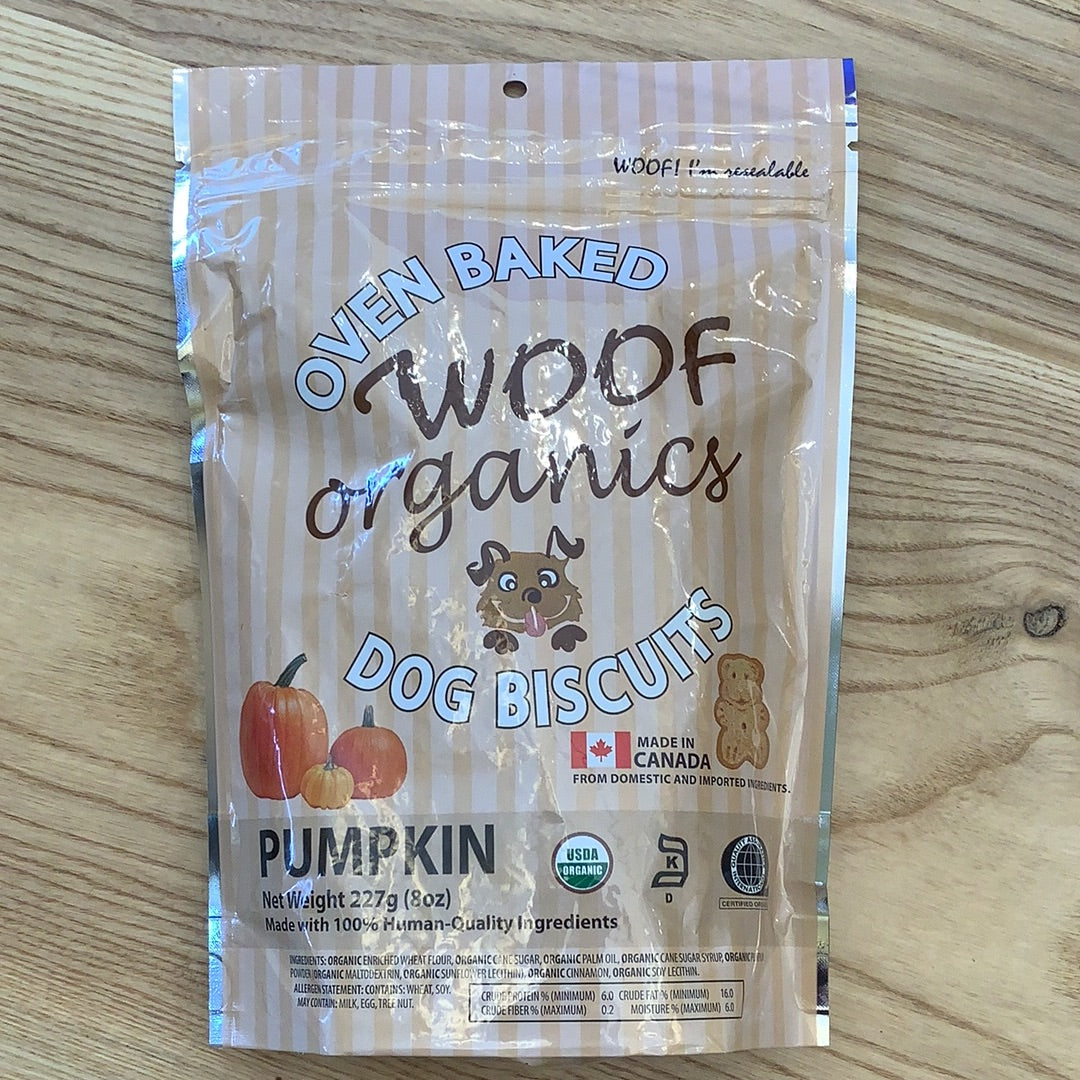 WOOF! I'm resealable
OVEN BAKED
WOOF
organics
DOG BISCUITS
MADE IN
CANADA
FROM DOMESTIC AND IMPORTED INGREDIENTS.
PUMPKIN
Net Weight 227g (8oz)
Made with 100% Human-Quality Ingredients
USDA
ORGANIC
K
D
QUALITY
CERTIFIED
INGREDIENTS: ORGANIC ENRICHED WHEAT FLOUR, ORGANIC CANE SUGAR, ORGANIC PALM OIL, ORGANIC CANE SUGAR SYRUP, ORGANIC
POWDER (ORGANIC MALTODEXTRIN, ORGANIC SUNFLOWER LECITHIN), ORGANIC CINNAMON, ORGANIC SOY LECITHIN.
ALLERGEN STATEMENT: CONTAINS: WHEAT, SOY.
MAY CONTAIN: MILK, EGG, TREE NUT.
CRUDE PROTEIN % (MINIMUM) 6.0 CRUDE FAT % (MINIMUM) 16.0
CRUDE FIBER % (MAXIMUM) 0.2 MOISTURE % (MAXIMUM) 6.0